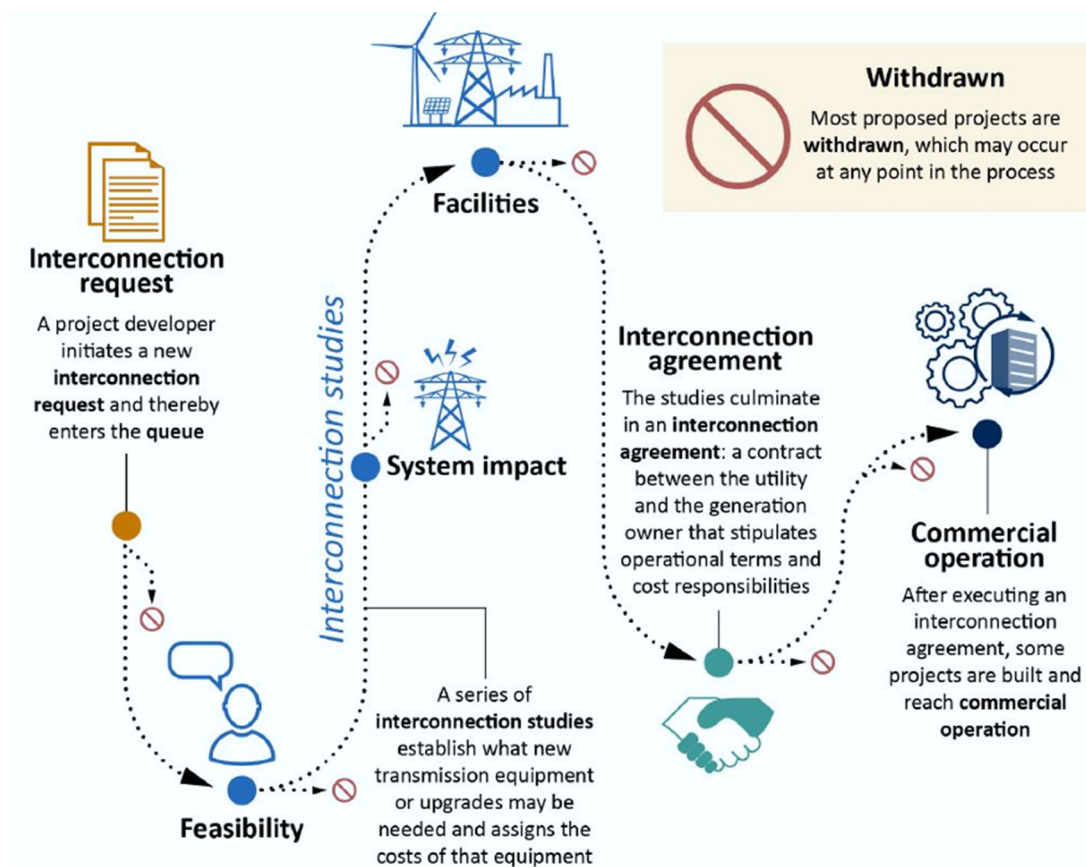 Interconnection
request
A project developer
initiates a new
interconnection
request and thereby
enters the queue
Feasibility
Interconnection studies
A series of
interconnection studies
establish what new
transmission equipment
or upgrades may be
needed and assigns the
costs of that equipment
System impact
Facilities
Withdrawn
Most proposed projects are
withdrawn, which may occur
at any point in the process
Interconnection
agreement
The studies culminate
in an interconnection
agreement: a contract
between the utility
and the generation
owner that stipulates
operational terms and
cost responsibilities
Commercial
operation
After executing an
interconnection
agreement, some
projects are built and
reach commercial
operation